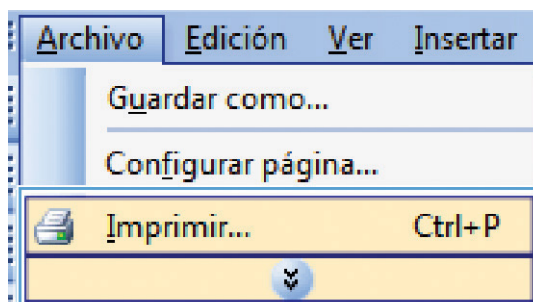 Archivo Edición Ver Insertar
Guardar como...
Configurar página...
Imprimir... Ctrl+P